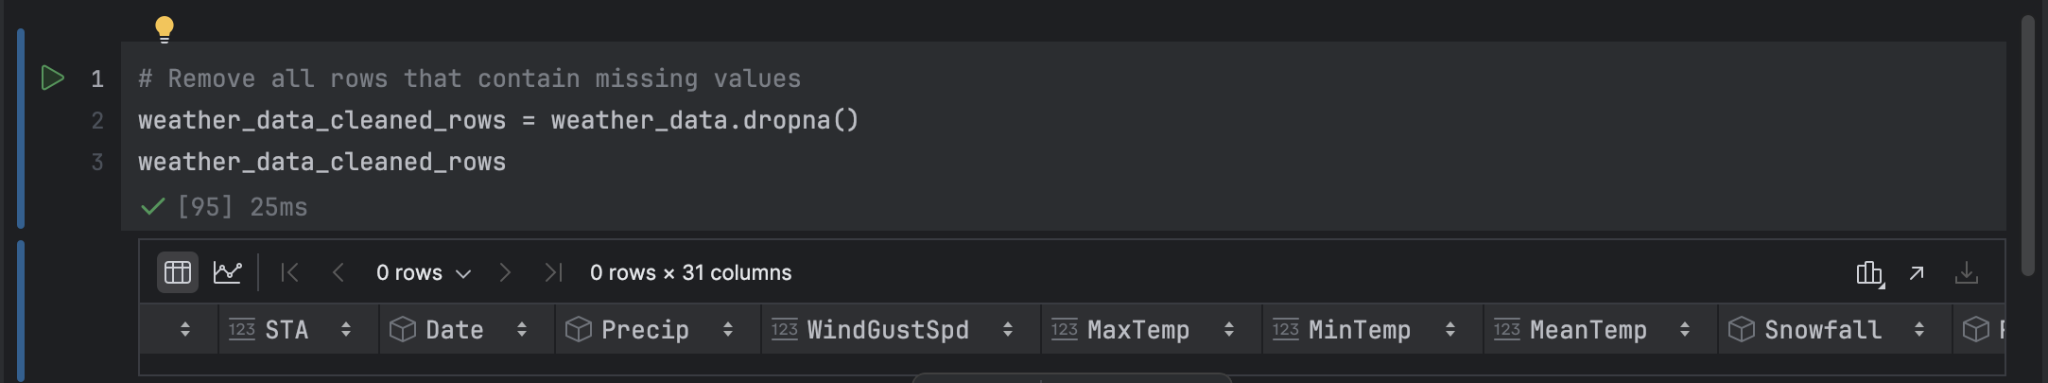 1 # Remove all rows that contain missing values
2 weather_data_cleaned_rows = weather_data.dropna()
3 weather_data_cleaned_rows
[95] 25ms
0 rows 0 rows × 31 columns
123 STA Date Precip 123 WindGustSpd 123 MaxTemp 123 MinTemp 123 MeanTemp Snowfall